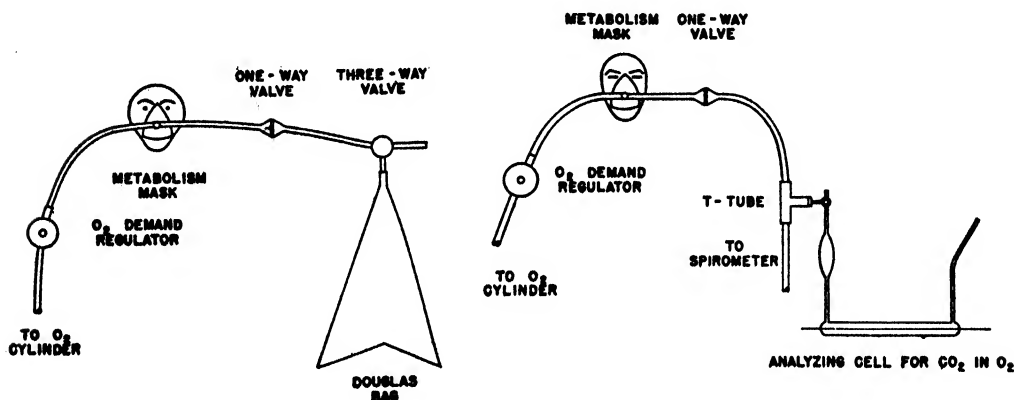 ONE-WAY
VALVE
THREE-WAY
VALVE
METABOLISM
MASK
O₂ DEMAND
REGULATOR
TO O₂
CYLINDER
DOUGLAS
BAG
METABOLISM
MASK
ONE-WAY
VALVE
O₂ DEMAND
REGULATOR
T-TUBE
TO
SPIROMETER
TO O₂
CYLINDER
ANALYZING CELL FOR CO₂ IN O₂